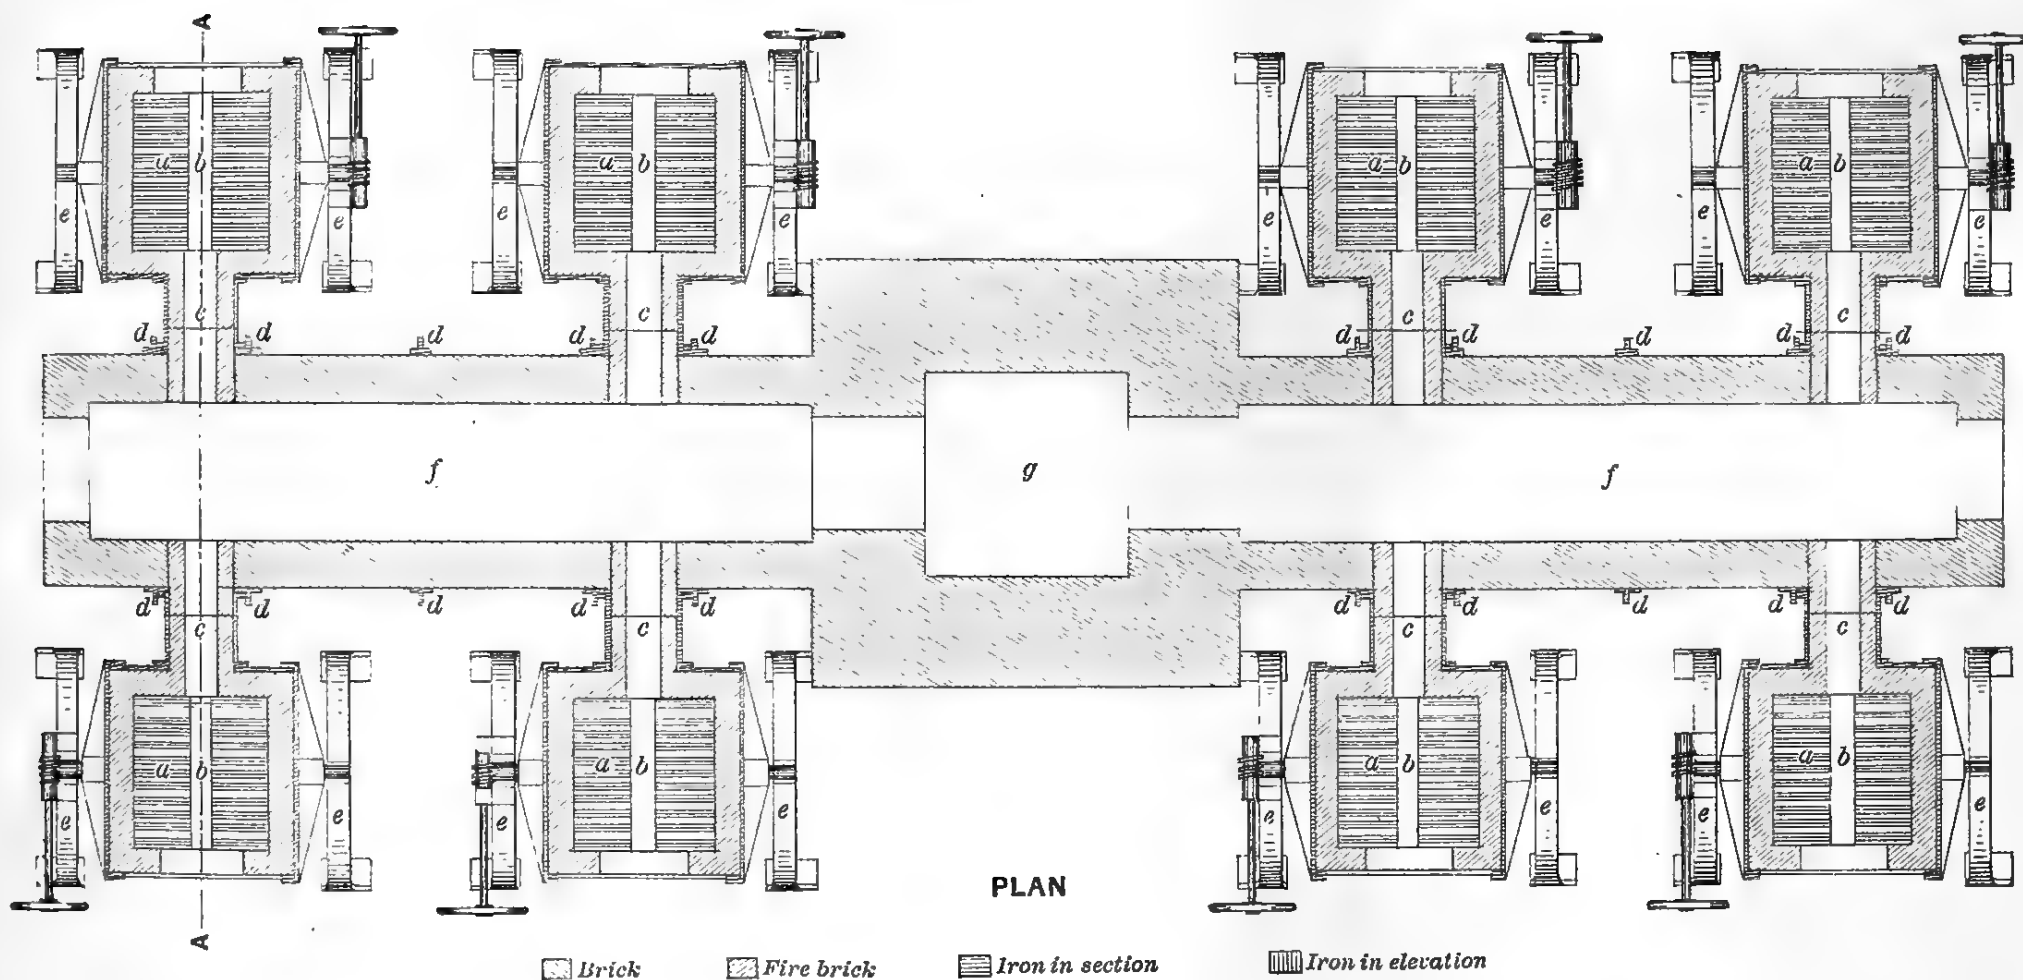 A
a b a b a b a b
e e e e e e e e
c c c c
d d d d d d d d d d
f g f
d d d d d d d d d d
c c c c
a b a b a b a b
e e e e e e e e
PLAN
A
Brick Fire brick Iron in section Iron in elevation